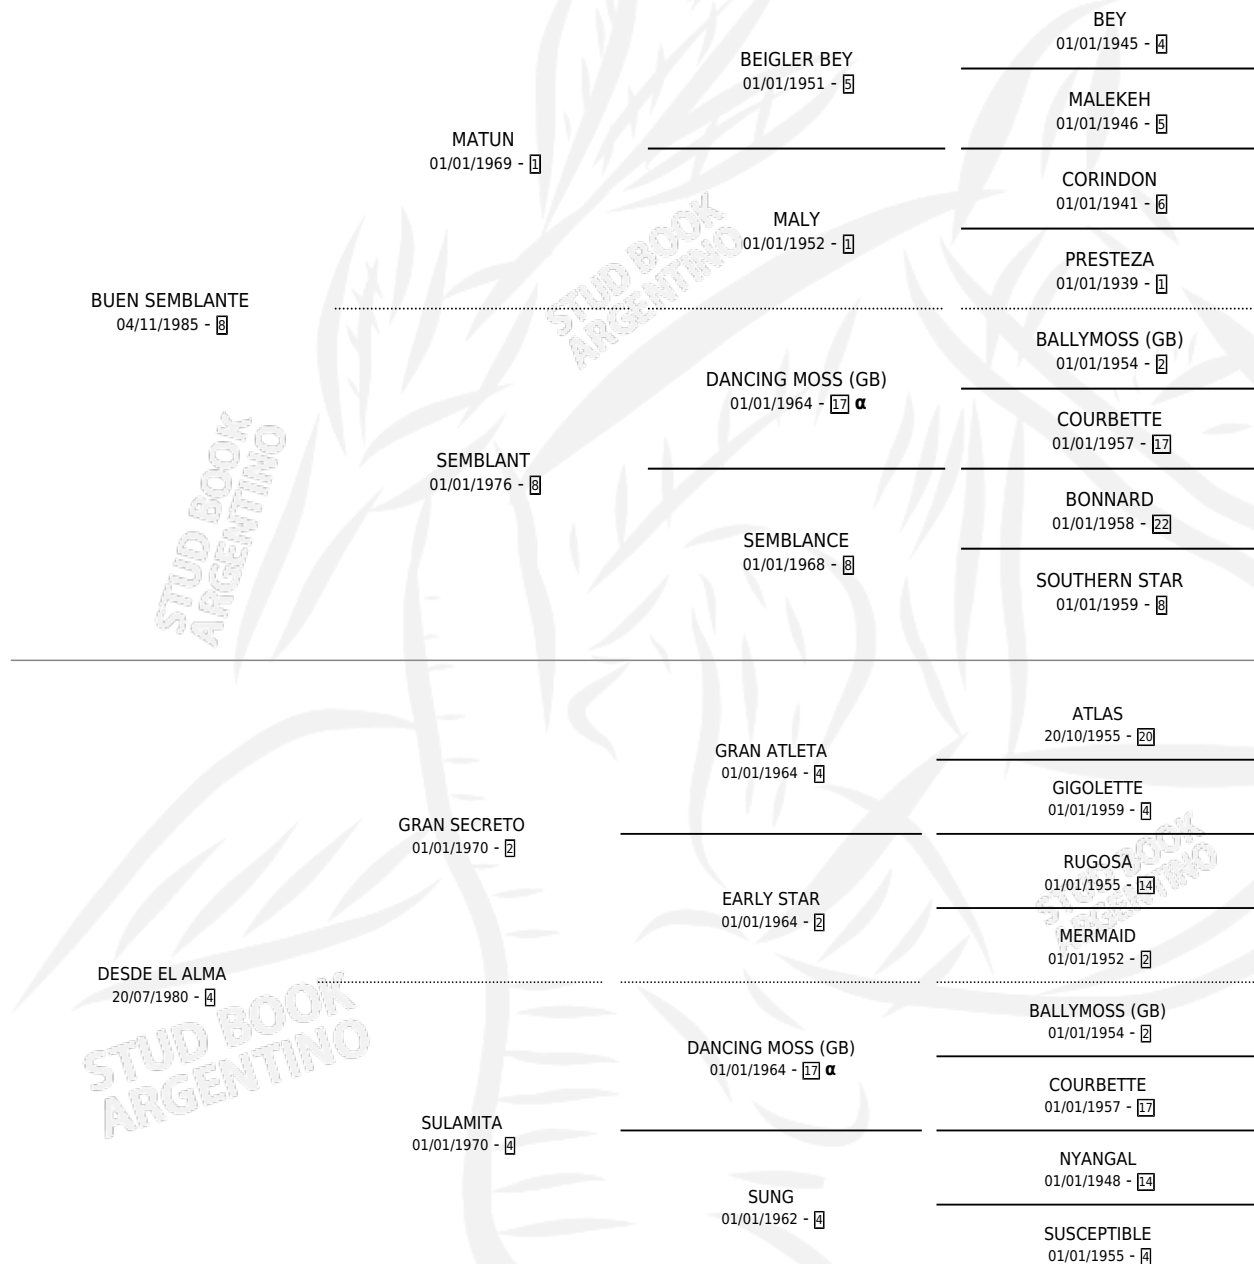 BEY
01/01/1945 - 4
BEIGLER BEY
01/01/1951 - 5
MALEKEH
01/01/1946 - 5
MATUN
01/01/1969 - 1
CORINDON
01/01/1941 - 6
MALY
01/01/1952 - 1
PRESTEZA
01/01/1939 - 1
BUEN SEMBLANTE
04/11/1985 - 8
BALLYMOSS (GB)
01/01/1954 - 2
DANCING MOSS (GB)
01/01/1964 - 17 α
COURBETTE
01/01/1957 - 17
SEMBLANT
01/01/1976 - 8
BONNARD
01/01/1958 - 22
SEMBLANCE
01/01/1968 - 8
SOUTHERN STAR
01/01/1959 - 8
ATLAS
20/10/1955 - 20
GRAN ATLETA
01/01/1964 - 4
GIGOLETTE
01/01/1959 - 4
GRAN SECRETO
01/01/1970 - 2
RUGOSA
01/01/1955 - 14
EARLY STAR
01/01/1964 - 2
MERMAID
01/01/1952 - 2
DESDE EL ALMA
20/07/1980 - 4
BALLYMOSS (GB)
01/01/1954 - 2
DANCING MOSS (GB)
01/01/1964 - 17 α
COURBETTE
01/01/1957 - 17
SULAMITA
01/01/1970 - 4
NYANGAL
01/01/1948 - 14
SUNG
01/01/1962 - 4
SUSCEPTIBLE
01/01/1955 - 4
STUD BOOK
ARGENTINO
STUD BOOK
ARGENTINO
STUD BOOK
ARGENTINO
STUD BOOK
ARGENTINO